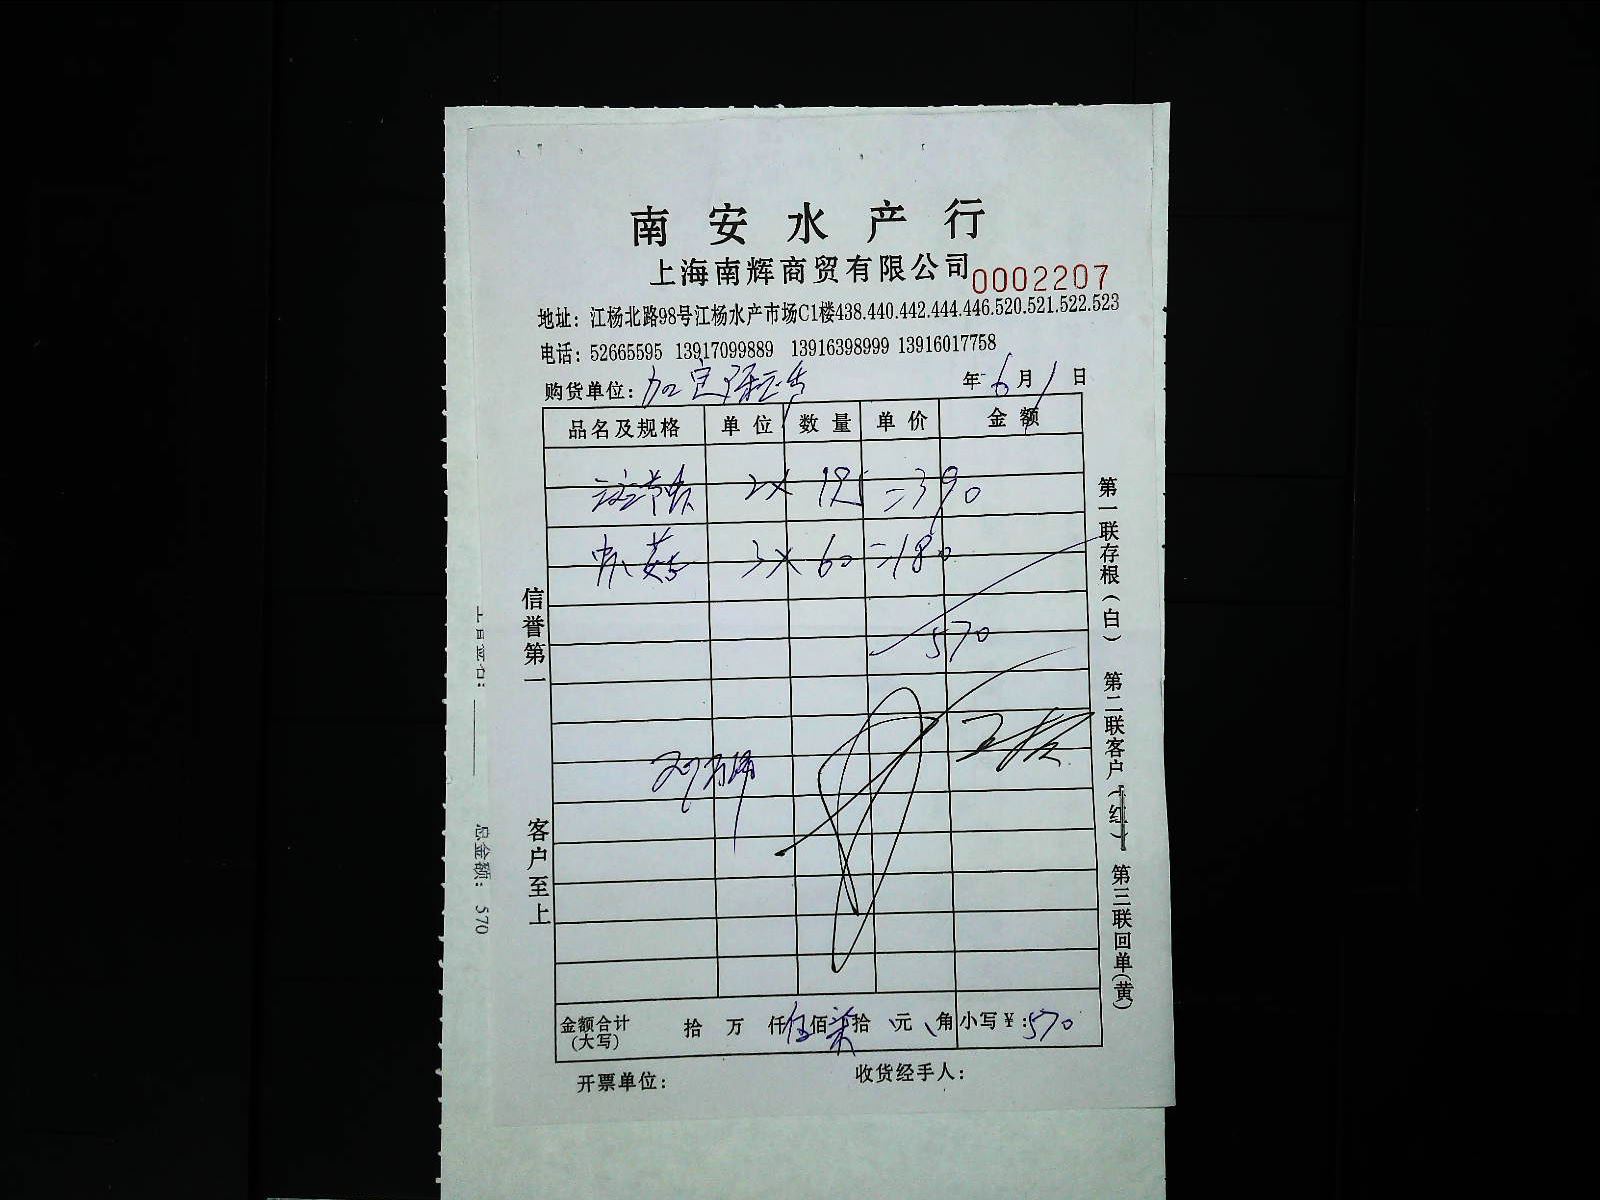 南安水产行
上海南辉商贸有限公司 0002207
地址：江杨北路98号江杨水产市场C1楼438.440.442.444.446.520.521.522.523
电话：52665595 13917099889 13916398999 13916017758
购货单位： 年 6月1日
品名及规格 单位 数量 单价 金额
2× =390
3× 60 =180
570
金额合计（大写） 拾 万 仟 伍佰 柒拾 元 角 小写￥：570
开票单位： 收货经手人：
信誉第一 客户至上
第一联存根（白） 第二联客户（红） 第三联回单（黄）
总金额： 570